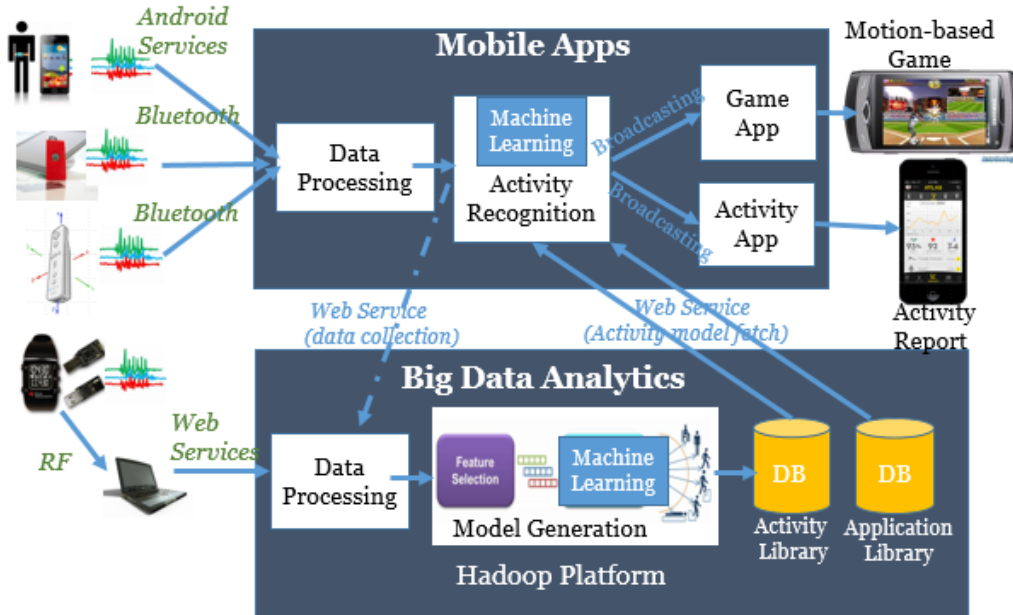 Android
Services
Mobile Apps
Motion-based
Game
Bluetooth
Machine
Learning
Broadcasting
Game
App
Data
Processing
Activity
Recognition
Broadcasting
Activity
App
Bluetooth
ATLAS
Web Service
(data collection)
Web Service
(Activity model fetch)
Activity
Report
Big Data Analytics
RF
Web
Services
Data
Processing
Feature
Selection
Machine
Learning
Model Generation
DB
DB
Activity
Library
Application
Library
Hadoop Platform